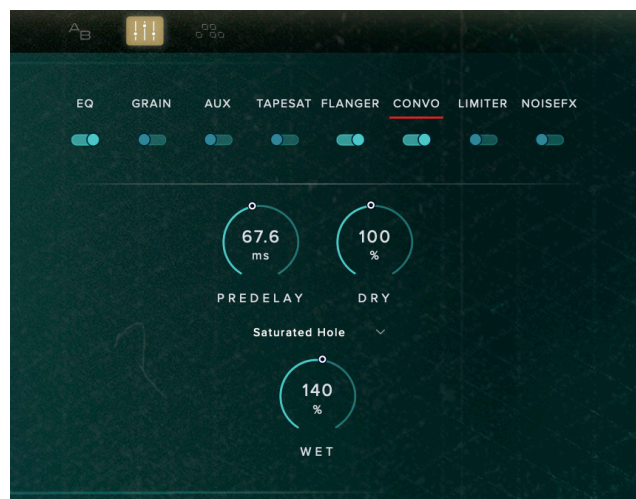 AB
EQ GRAIN AUX TAPESAT FLANGER CONVO LIMITER NOISEFX
67.6 100
ms %
PREDELAY DRY
Saturated Hole
140
%
WET